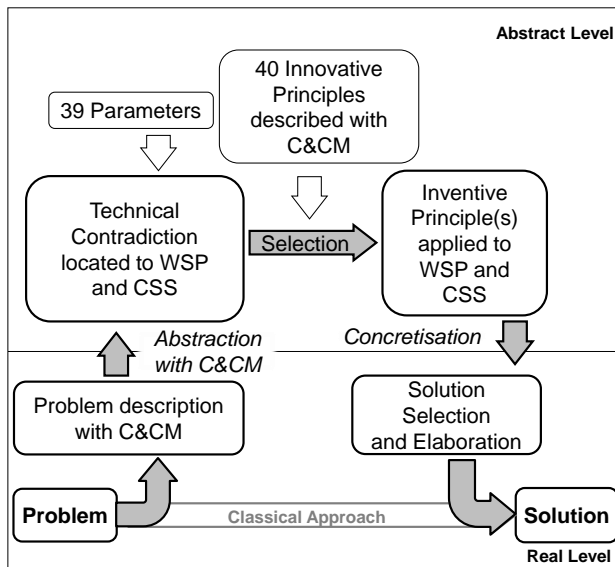 Abstract Level
40 Innovative
Principles
described with
C&CM
39 Parameters
Technical
Contradiction
located to WSP
and CSS
Selection
Inventive
Principle(s)
applied to
WSP and
CSS
Abstraction
with C&CM
Concretisation
Problem description
with C&CM
Solution
Selection
and Elaboration
Problem
Classical Approach
Solution
Real Level